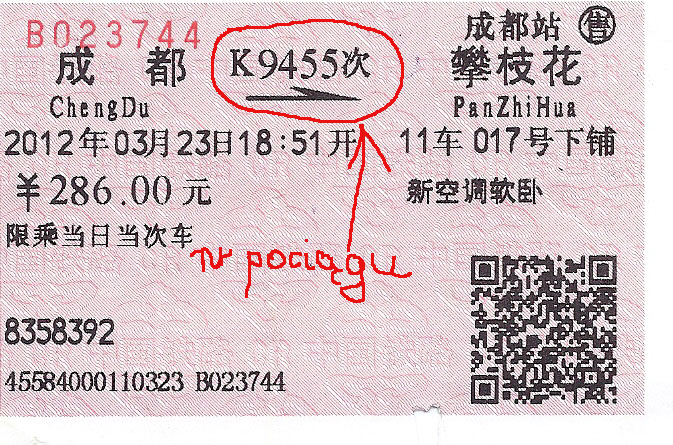 B023744 成都站 售
成都 K9455次 攀枝花
ChengDu PanZhiHua
2012年03月23日18:51开 11车 017号下铺
￥286.00元 新空调软卧
限乘当日当次车
nr pociągu
8358392
45584000110323 B023744